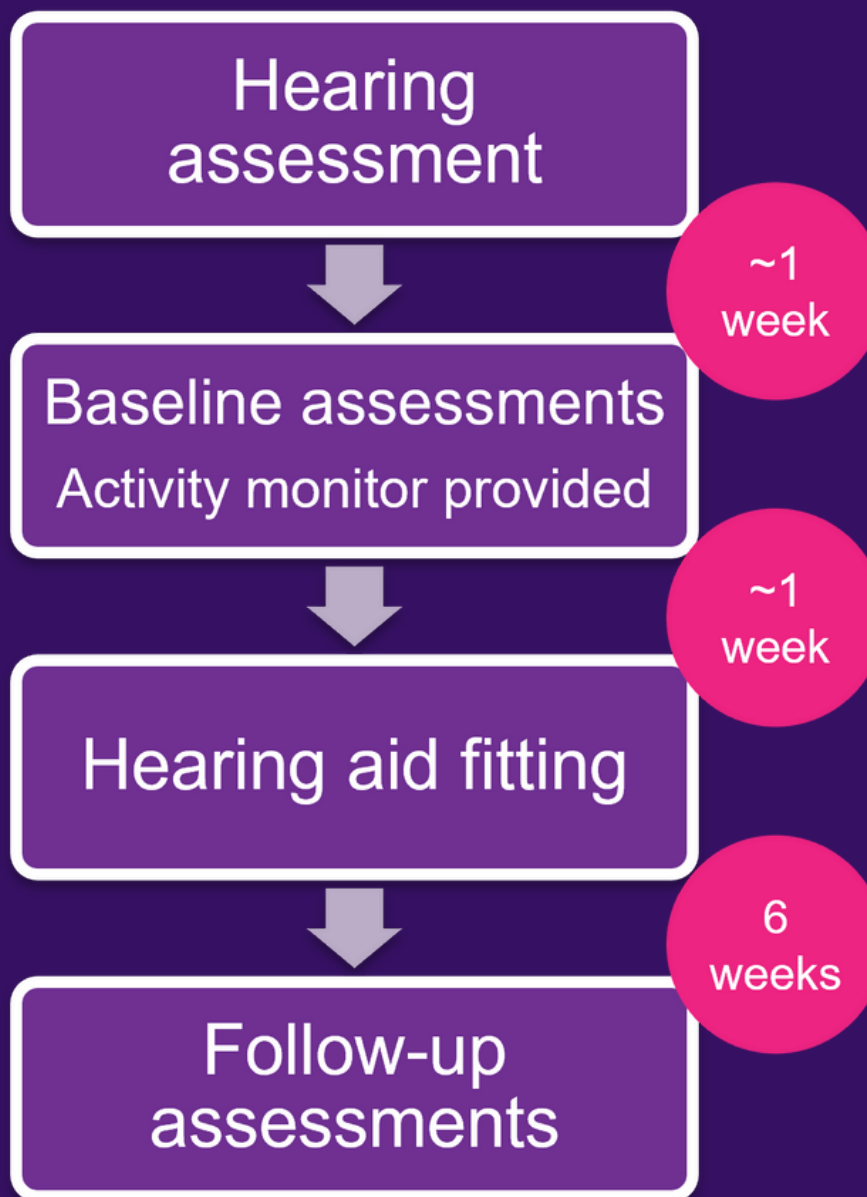 Hearing
assessment
~1
week
Baseline assessments
Activity monitor provided
~1
week
Hearing aid fitting
6
weeks
Follow-up
assessments